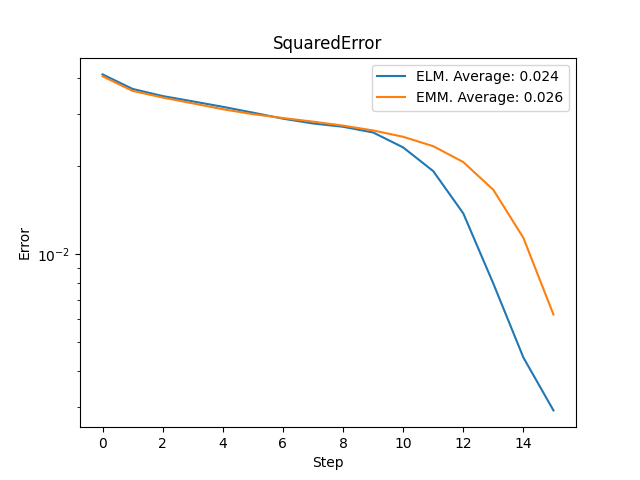 SquaredError
ELM. Average: 0.024
EMM. Average: 0.026
Error
10⁻²
0 2 4 6 8 10 12 14
Step